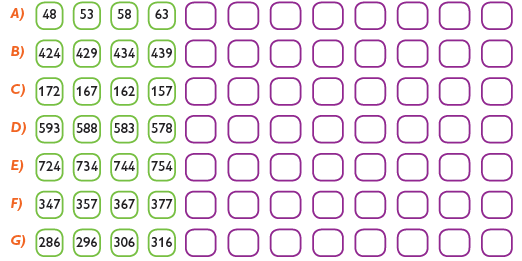 A) 48 53 58 63
B) 424 429 434 439
C) 172 167 162 157
D) 593 588 583 578
E) 724 734 744 754
F) 347 357 367 377
G) 286 296 306 316